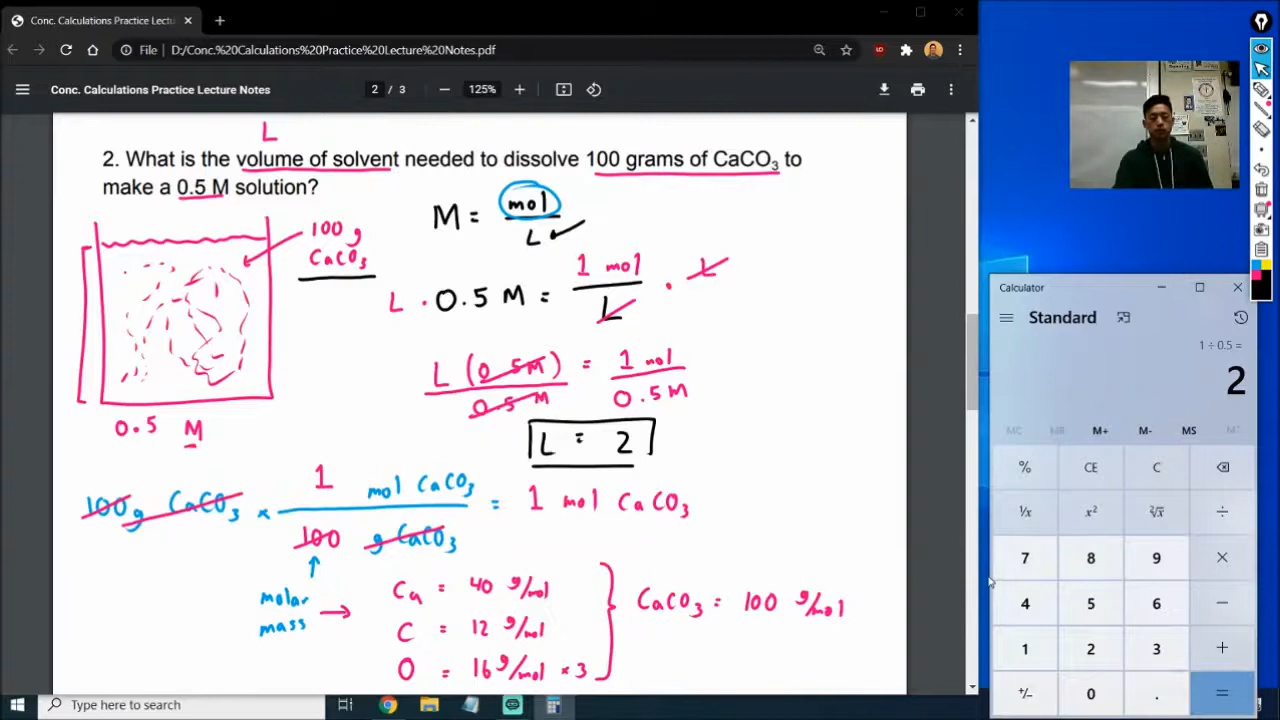 Conc. Calculations Practice Lectu
File | D:/Conc.%20Calculations%20Practice%20Lecture%20Notes.pdf
Conc. Calculations Practice Lecture Notes
2 / 3
125%
L
2. What is the volume of solvent needed to dissolve 100 grams of CaCO3 to
make a 0.5 M solution?
M = mol / L
100 g
CaCO3
L · 0.5 M = 1 mol / L · L
L (0.5 M) / 0.5 M = 1 mol / 0.5 M
0.5 M
L = 2
100g CaCO3 × 1 mol CaCO3 / 100 g CaCO3 = 1 mol CaCO3
molar
mass
Ca = 40 g/mol
C = 12 g/mol
O = 16 g/mol × 3
CaCO3 = 100 g/mol
Calculator
Standard
1 ÷ 0.5 =
2
MC MR M+ M- MS M˅
% CE C
¹/x x² ²√x ÷
7 8 9 ×
4 5 6 −
1 2 3 +
+/− 0 . =
Type here to search